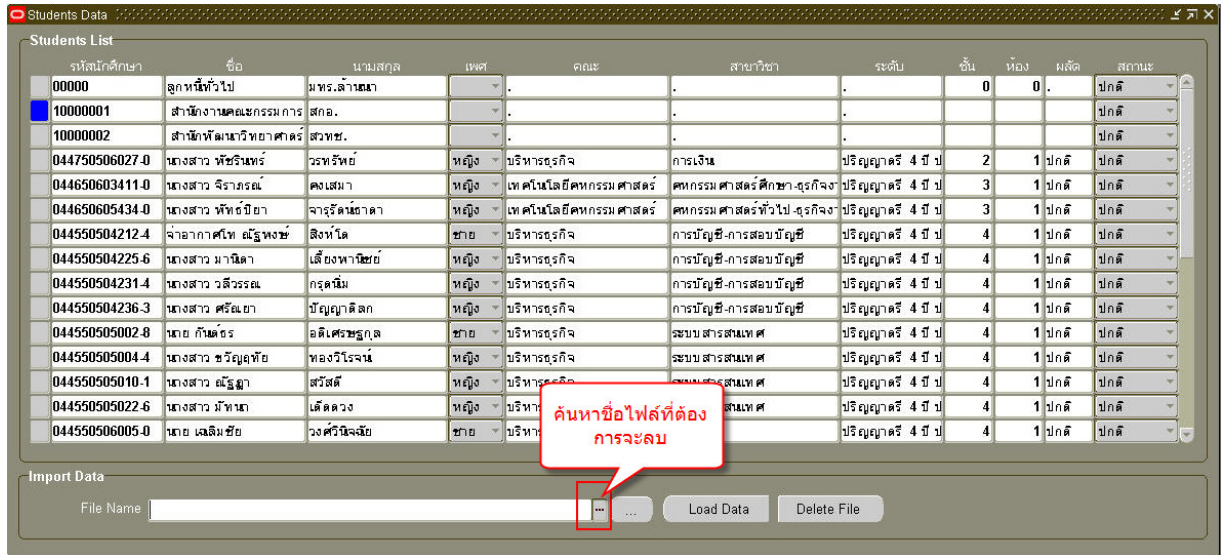 Students Data
Students List
รหัสนักศึกษา ชื่อ นามสกุล เพศ คณะ สาขาวิชา ระดับ ชั้น ห้อง ผลัด สถานะ
00000 ลูกหนี้ทั่วไป มทร.ล้านนา . . . 0 0 . ปกติ
10000001 สำนักงานคณะกรรมการ สกอ. . . . ปกติ
10000002 สำนักพัฒนาวิทยาศาตร์ สวทช. . . . ปกติ
044750506027-0 นางสาว พัชรินทร์ วรทรัพย์ หญิง บริหารธุรกิจ การเงิน ปริญญาตรี 4 ปี ป 2 1 ปกติ ปกติ
044650603411-0 นางสาว จิราภรณ์ คงเสมา หญิง เทคโนโลยีคหกรรมศาสตร์ คหกรรมศาสตร์ศึกษา-ธุรกิจงา ปริญญาตรี 4 ปี ป 3 1 ปกติ ปกติ
044650605434-0 นางสาว พัทธ์ปิยา จารุรัตน์ธาดา หญิง เทคโนโลยีคหกรรมศาสตร์ คหกรรมศาสตร์ทั่วไป-ธุรกิจงา ปริญญาตรี 4 ปี ป 3 1 ปกติ ปกติ
044550504212-4 จ่าอากาศโท ณัฐพงษ์ สิงห์โต ชาย บริหารธุรกิจ การบัญชี-การสอบบัญชี ปริญญาตรี 4 ปี ป 4 1 ปกติ ปกติ
044550504225-6 นางสาว มานิดา เลี้ยงพานิชย์ หญิง บริหารธุรกิจ การบัญชี-การสอบบัญชี ปริญญาตรี 4 ปี ป 4 1 ปกติ ปกติ
044550504231-4 นางสาว วลีวรรณ กรุดนิ่ม หญิง บริหารธุรกิจ การบัญชี-การสอบบัญชี ปริญญาตรี 4 ปี ป 4 1 ปกติ ปกติ
044550504236-3 นางสาว ศรัณยา ปัญญาดิลก หญิง บริหารธุรกิจ การบัญชี-การสอบบัญชี ปริญญาตรี 4 ปี ป 4 1 ปกติ ปกติ
044550505002-8 นาย กันต์ธร อดิเศรษฐกุล ชาย บริหารธุรกิจ ระบบสารสนเทศ ปริญญาตรี 4 ปี ป 4 1 ปกติ ปกติ
044550505004-4 นางสาว ขวัญฤทัย ทองวิโรจน์ หญิง บริหารธุรกิจ ระบบสารสนเทศ ปริญญาตรี 4 ปี ป 4 1 ปกติ ปกติ
044550505010-1 นางสาว ณัฐฎา สวัสดี หญิง บริหารธุรกิจ ระบบสารสนเทศ ปริญญาตรี 4 ปี ป 4 1 ปกติ ปกติ
044550505022-6 นางสาว มัทนา เด็ดดวง หญิง บริหา สนเทศ ปริญญาตรี 4 ปี ป 4 1 ปกติ ปกติ
044550506005-0 นาย เฉลิมชัย วงศ์วินิจฉัย ชาย บริหา ปริญญาตรี 4 ปี ป 4 1 ปกติ ปกติ
ค้นหาชื่อไฟล์ที่ต้อง
การจะลบ
Import Data
File Name ... ... Load Data Delete File